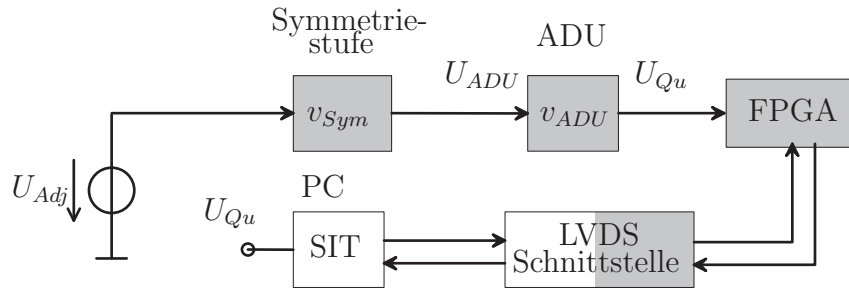 Symmetrie-
stufe
ADU
U_ADU
U_Qu
v_Sym
v_ADU
FPGA
U_Adj
PC
U_Qu
SIT
LVDS
Schnittstelle